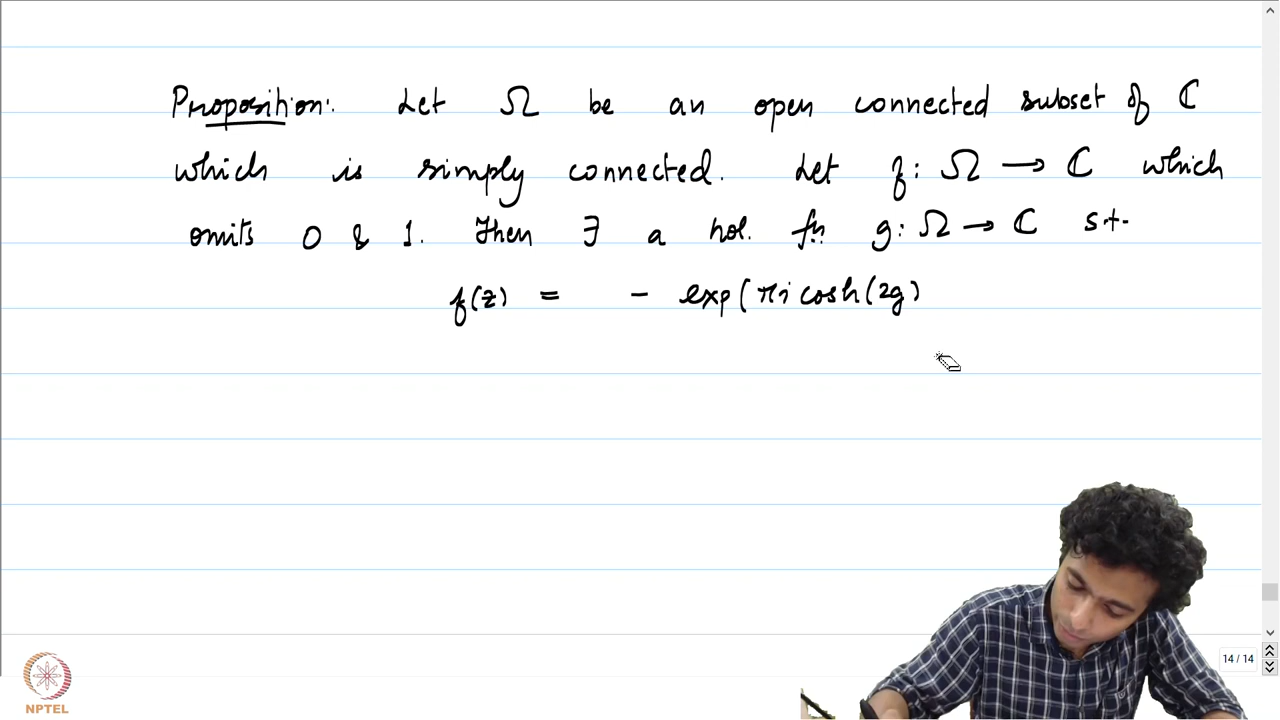 Proposition: Let Ω be an open connected subset of ℂ
which is simply connected. Let f: Ω → ℂ which
omits 0 & 1. Then ∃ a hol. fn g: Ω → ℂ s.t.
f(z) = - exp(πi cosh(2g)
14 / 14
NPTEL